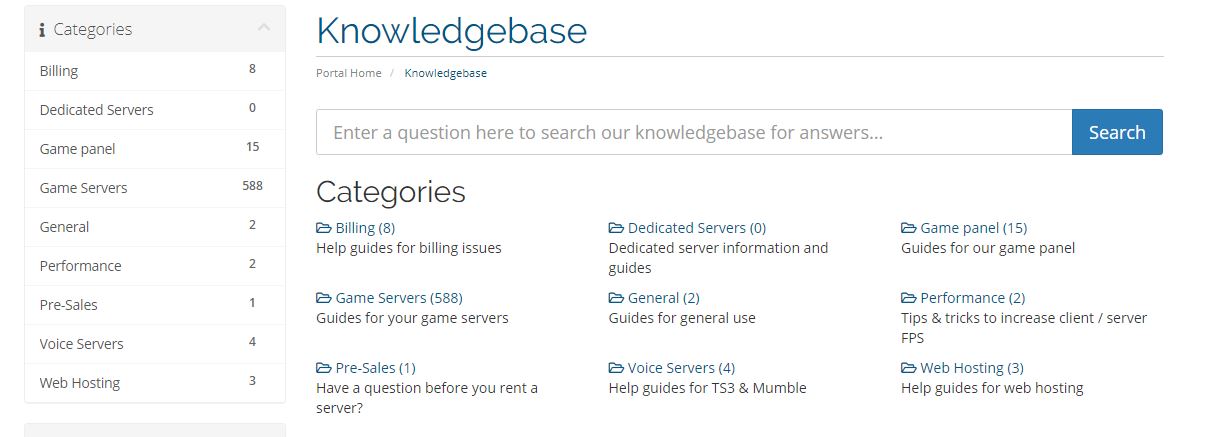 Categories
Billing 8
Dedicated Servers 0
Game panel 15
Game Servers 588
General 2
Performance 2
Pre-Sales 1
Voice Servers 4
Web Hosting 3
Knowledgebase
Portal Home / Knowledgebase
Enter a question here to search our knowledgebase for answers...
Search
Categories
Billing (8)
Help guides for billing issues
Dedicated Servers (0)
Dedicated server information and
guides
Game panel (15)
Guides for our game panel
Game Servers (588)
Guides for your game servers
General (2)
Guides for general use
Performance (2)
Tips & tricks to increase client / server
FPS
Pre-Sales (1)
Have a question before you rent a
server?
Voice Servers (4)
Help guides for TS3 & Mumble
Web Hosting (3)
Help guides for web hosting